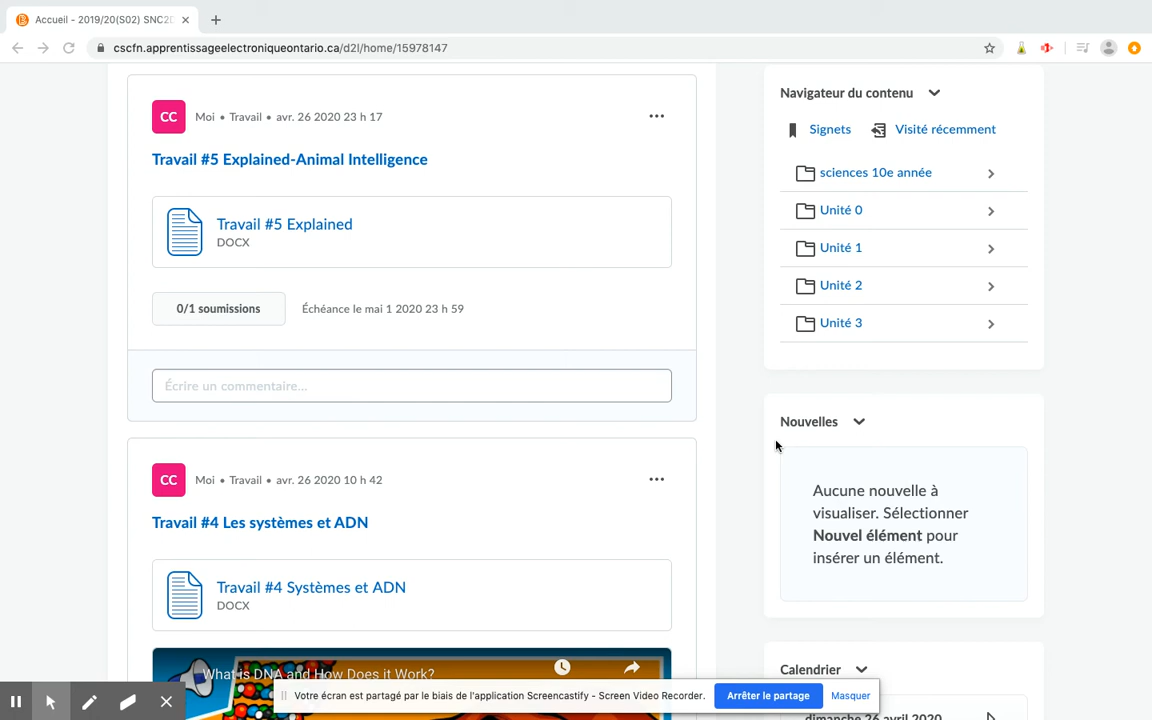 Accueil - 2019/20(S02) SNC2D
cscfn.apprentissageelectroniqueontario.ca/d2l/home/15978147
CC
Moi • Travail • avr. 26 2020 23 h 17
Travail #5 Explained-Animal Intelligence
Travail #5 Explained
DOCX
0/1 soumissions
Échéance le mai 1 2020 23 h 59
Écrire un commentaire...
CC
Moi • Travail • avr. 26 2020 10 h 42
Travail #4 Les systèmes et ADN
Travail #4 Systèmes et ADN
DOCX
What is DNA and How Does it Work?
Navigateur du contenu
Signets
Visité récemment
sciences 10e année
Unité 0
Unité 1
Unité 2
Unité 3
Nouvelles
Aucune nouvelle à
visualiser. Sélectionner
Nouvel élément pour
insérer un élément.
Calendrier
dimanche 26 avril 2020
Votre écran est partagé par le biais de l'application Screencastify - Screen Video Recorder.
Arrêter le partage
Masquer